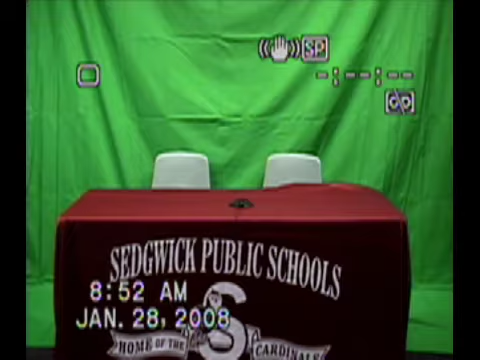 SP
- : - - : - -
SEDGWICK PUBLIC SCHOOLS
8:52 AM
JAN. 28, 2008
S
HOME OF THE CARDINALS